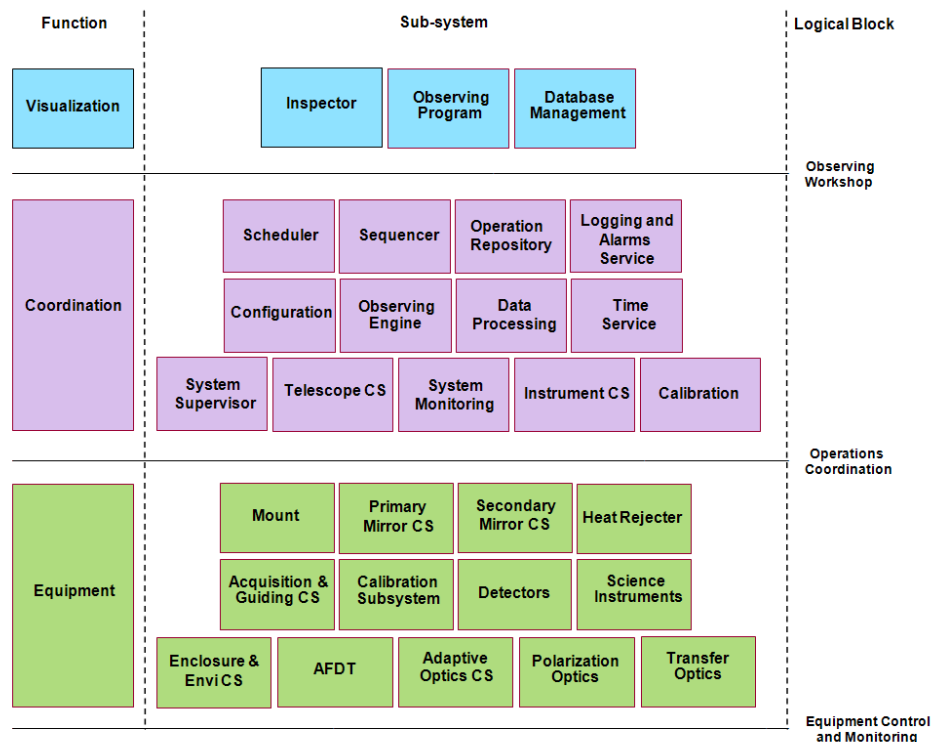 Function
Sub-system
Logical Block
Visualization
Inspector
Observing
Program
Database
Management
Observing
Workshop
Coordination
Scheduler
Sequencer
Operation
Repository
Logging and
Alarms
Service
Configuration
Observing
Engine
Data
Processing
Time
Service
System
Supervisor
Telescope CS
System
Monitoring
Instrument CS
Calibration
Operations
Coordination
Equipment
Mount
Primary
Mirror CS
Secondary
Mirror CS
Heat Rejecter
Acquisition &
Guiding CS
Calibration
Subsystem
Detectors
Science
Instruments
Enclosure &
Envi CS
AFDT
Adaptive
Optics CS
Polarization
Optics
Transfer
Optics
Equipment Control
and Monitoring